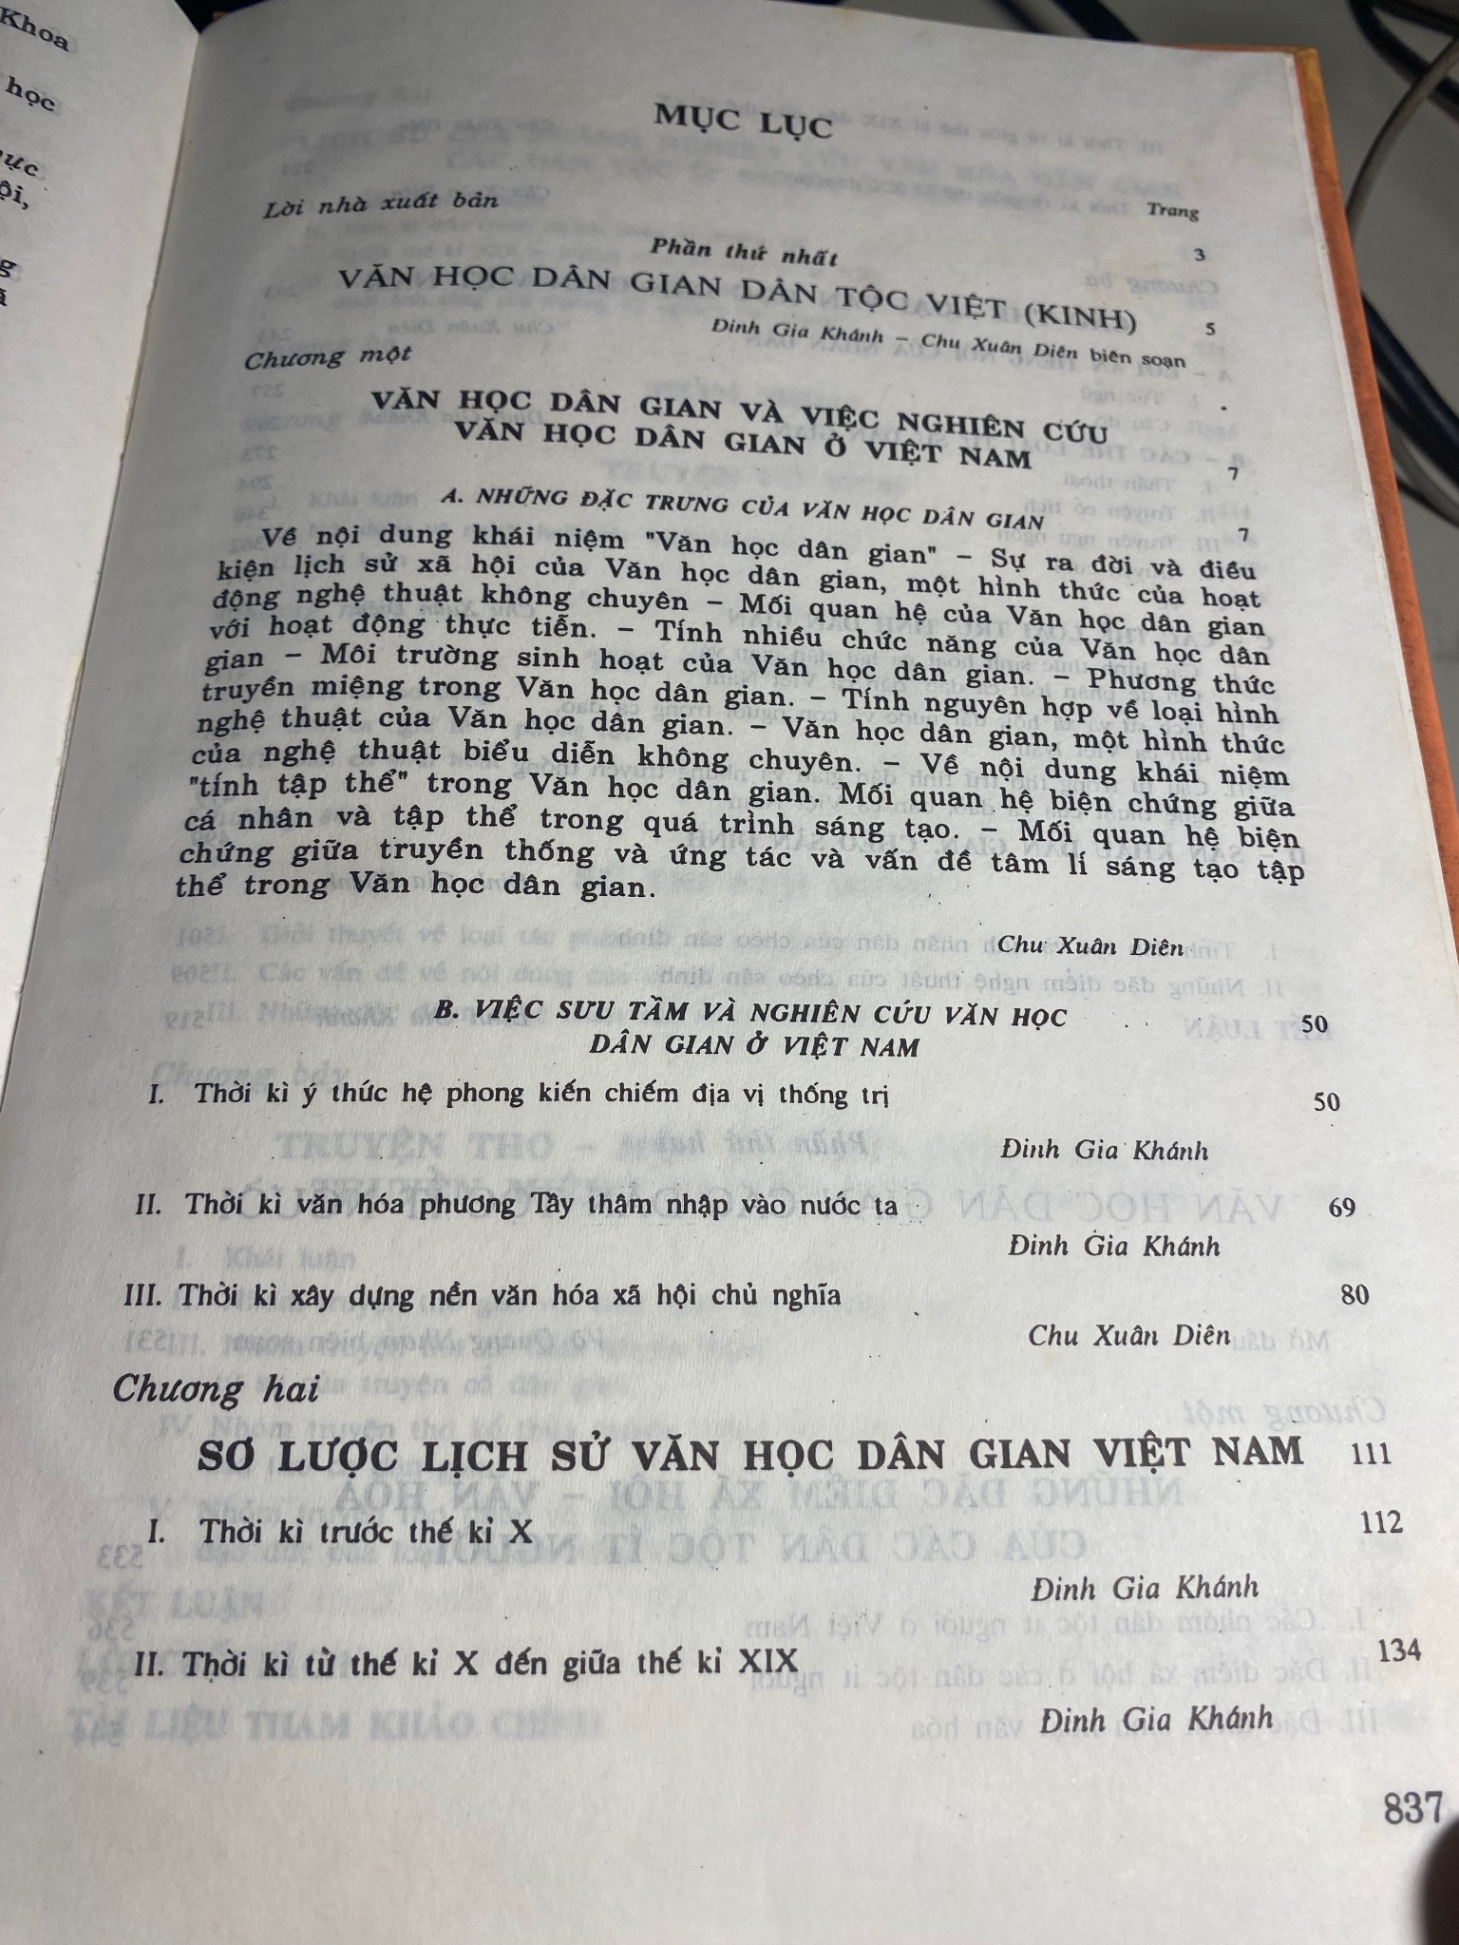 Khoa
học
MỤC LỤC
Lời nhà xuất bản Trang
3
Phần thứ nhất
VĂN HỌC DÂN GIAN DÂN TỘC VIỆT (KINH) 5
Đinh Gia Khánh – Chu Xuân Diên biên soạn
Chương một
VĂN HỌC DÂN GIAN VÀ VIỆC NGHIÊN CỨU
VĂN HỌC DÂN GIAN Ở VIỆT NAM 7
A. NHỮNG ĐẶC TRƯNG CỦA VĂN HỌC DÂN GIAN 7
Về nội dung khái niệm "Văn học dân gian" – Sự ra đời và điều
kiện lịch sử xã hội của Văn học dân gian, một hình thức của hoạt
động nghệ thuật không chuyên – Mối quan hệ của Văn học dân gian
với hoạt động thực tiễn. – Tính nhiều chức năng của Văn học dân
gian – Môi trường sinh hoạt của Văn học dân gian. – Phương thức
truyền miệng trong Văn học dân gian. – Tính nguyên hợp về loại hình
nghệ thuật của Văn học dân gian. – Văn học dân gian, một hình thức
của nghệ thuật biểu diễn không chuyên. – Về nội dung khái niệm
"tính tập thể" trong Văn học dân gian. Mối quan hệ biện chứng giữa
cá nhân và tập thể trong quá trình sáng tạo. – Mối quan hệ biện
chứng giữa truyền thống và ứng tác và vấn đề tâm lí sáng tạo tập
thể trong Văn học dân gian.
Chu Xuân Diên
B. VIỆC SƯU TẦM VÀ NGHIÊN CỨU VĂN HỌC 50
DÂN GIAN Ở VIỆT NAM
I. Thời kì ý thức hệ phong kiến chiếm địa vị thống trị 50
Đinh Gia Khánh
II. Thời kì văn hóa phương Tây thâm nhập vào nước ta 69
Đinh Gia Khánh
III. Thời kì xây dựng nền văn hóa xã hội chủ nghĩa 80
Chu Xuân Diên
Chương hai
SƠ LƯỢC LỊCH SỬ VĂN HỌC DÂN GIAN VIỆT NAM 111
I. Thời kì trước thế kỉ X 112
Đinh Gia Khánh
II. Thời kì từ thế kỉ X đến giữa thế kỉ XIX 134
Đinh Gia Khánh
837